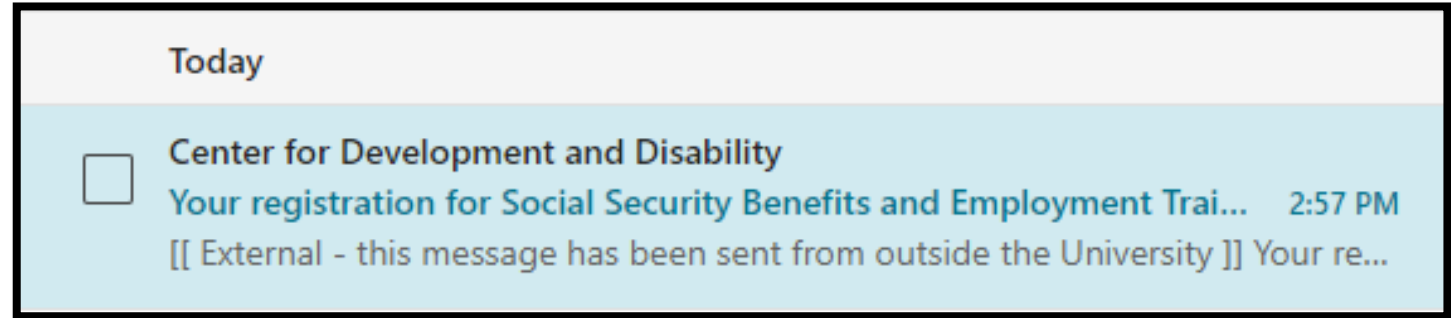 Today
Center for Development and Disability
Your registration for Social Security Benefits and Employment Trai... 2:57 PM
[[ External - this message has been sent from outside the University ]] Your re...